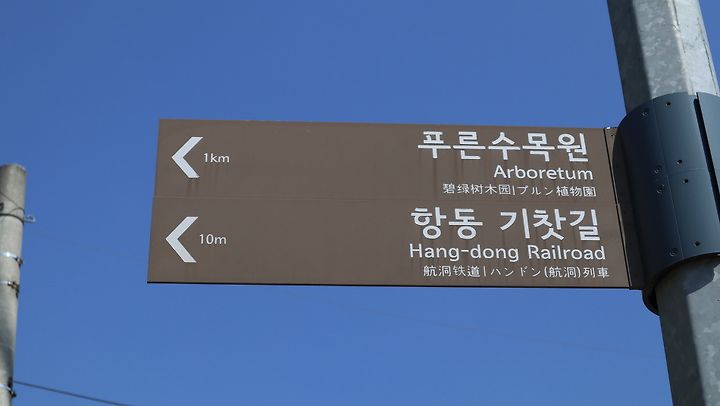 푸른수목원
1km
Arboretum
碧绿树木园|プルン植物園
항동 기찻길
10m
Hang-dong Railroad
航洞铁道|ハンドン(航洞)列車